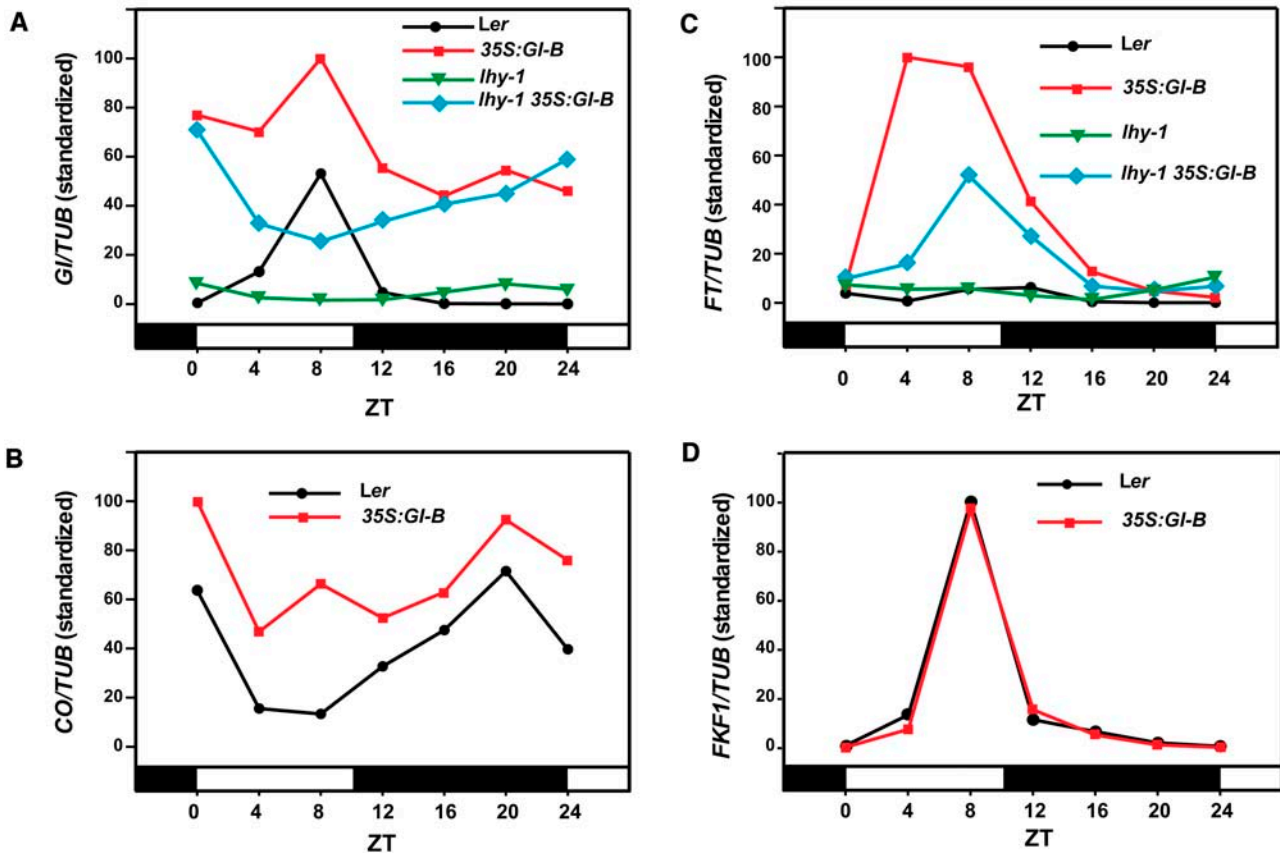 A
GI/TUB (standardized)
100
80
60
40
20
0
Ler
35S:GI-B
lhy-1
lhy-1 35S:GI-B
0 4 8 12 16 20 24
ZT
C
FT/TUB (standardized)
100
80
60
40
20
0
Ler
35S:GI-B
lhy-1
lhy-1 35S:GI-B
0 4 8 12 16 20 24
ZT
B
CO/TUB (standardized)
100
80
60
40
20
0
Ler
35S:GI-B
0 4 8 12 16 20 24
ZT
D
FKF1/TUB (standardized)
100
80
60
40
20
0
Ler
35S:GI-B
0 4 8 12 16 20 24
ZT